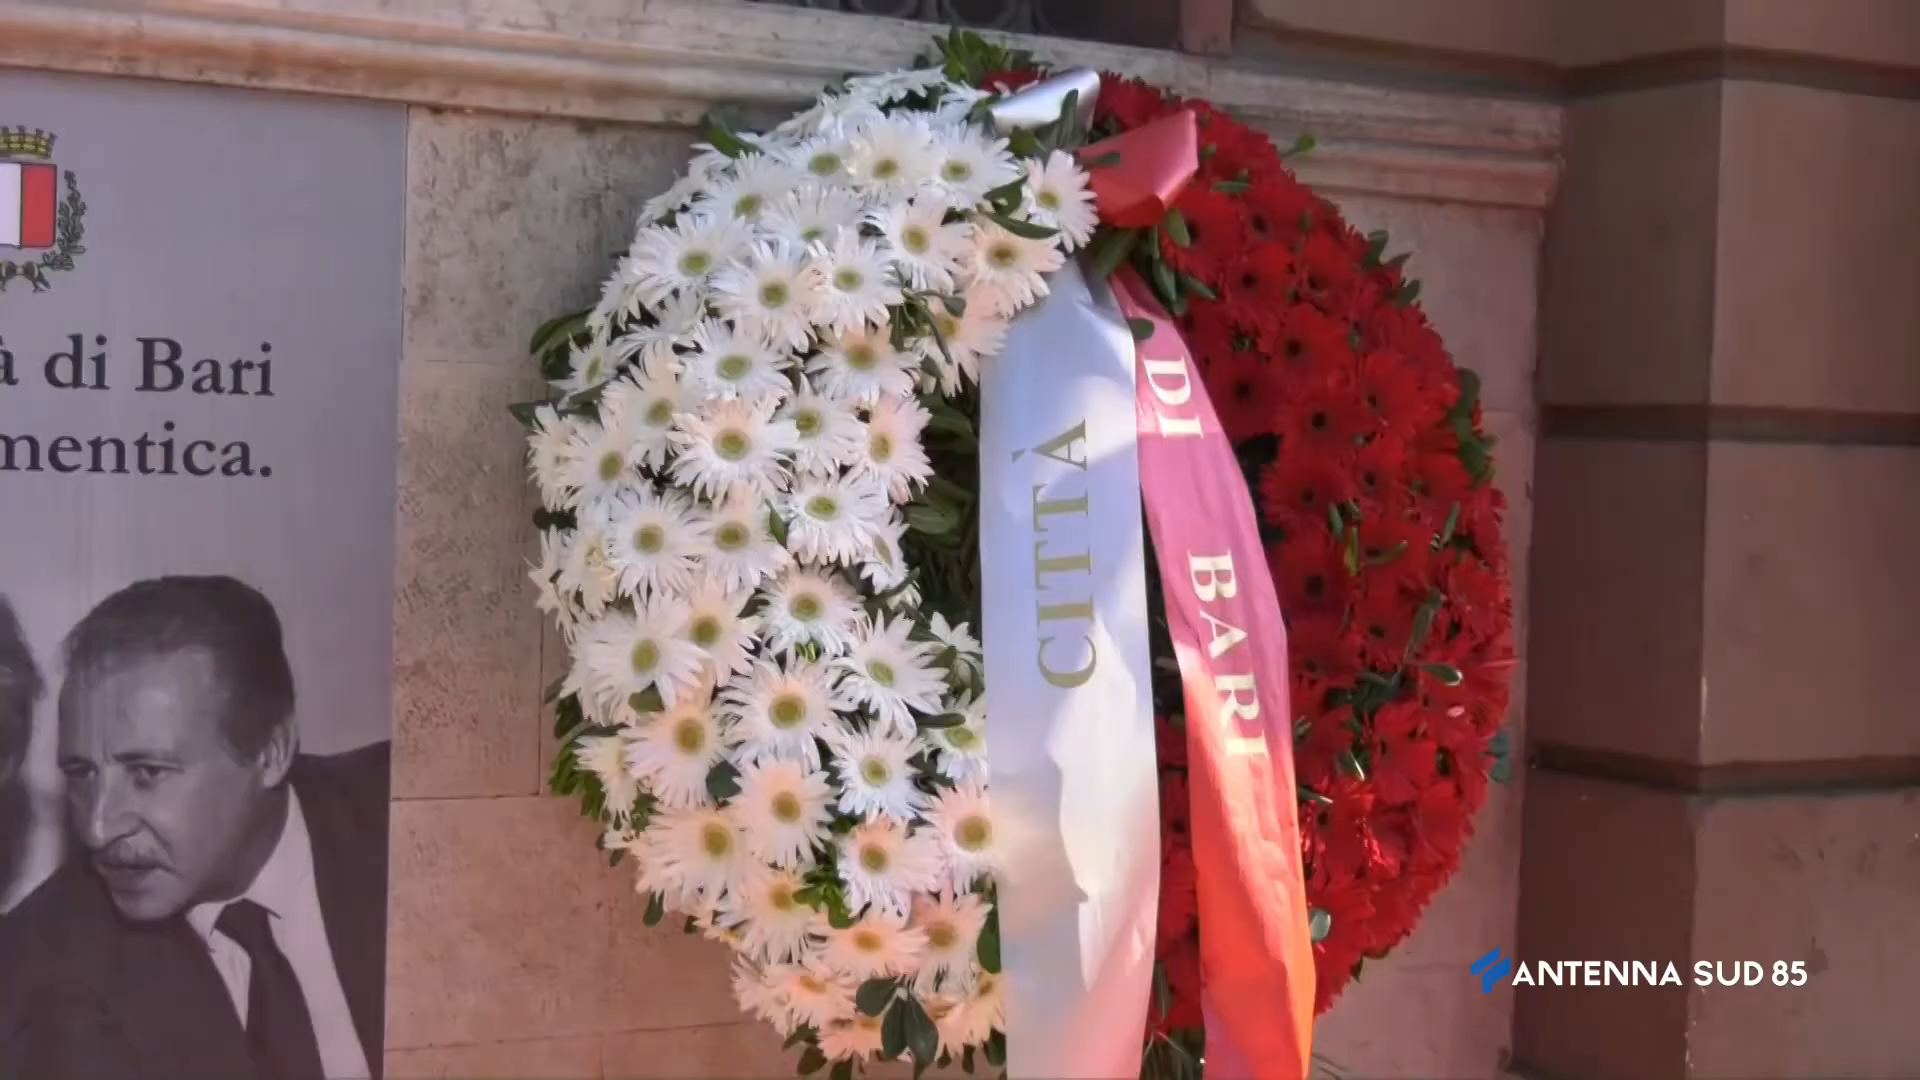 à di Bari
mentica.
CITTÀ
DI BARI
ANTENNA SUD 85